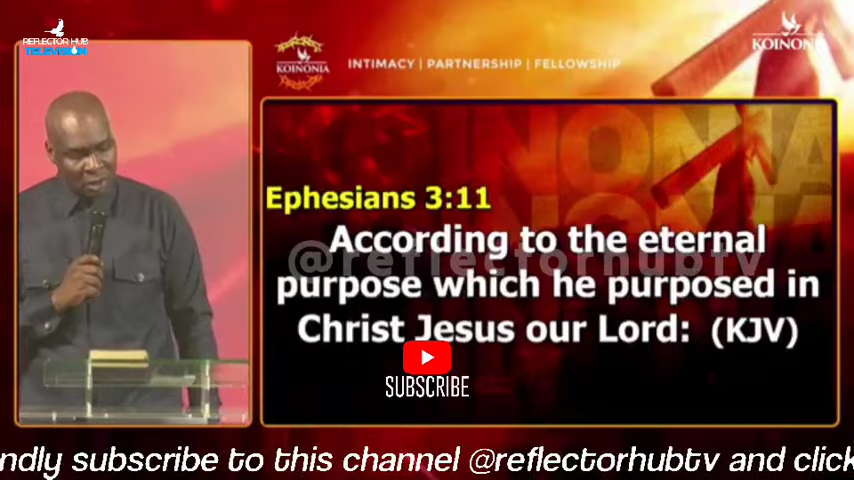 REFLECTOR HUB
TELEVISION
KOINONIA
INTIMACY | PARTNERSHIP | FELLOWSHIP
KOINONIA
Ephesians 3:11
According to the eternal
@reflectorhubtv
purpose which he purposed in
Christ Jesus our Lord: (KJV)
SUBSCRIBE
ndly subscribe to this channel @reflectorhubtv and click